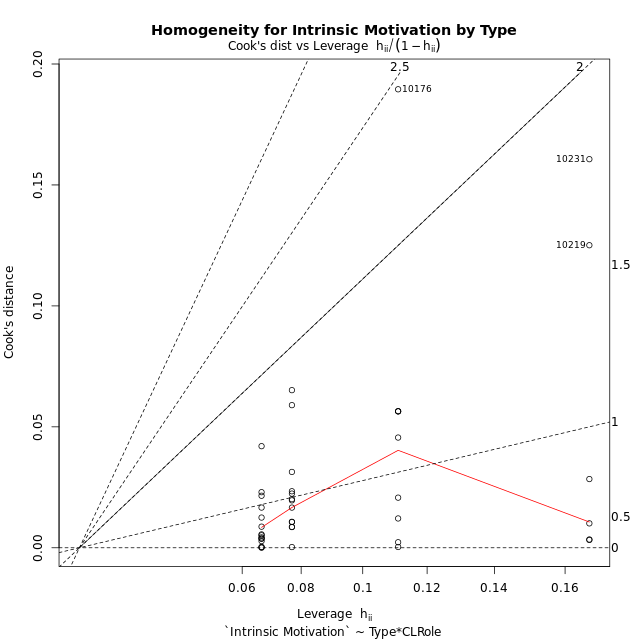 Homogeneity for Intrinsic Motivation by Type
Cook's dist vs Leverage hᵢᵢ/(1 − hᵢᵢ)
2.5
2
10176
10231
10219
1.5
1
0.5
0
0.20
0.15
0.10
0.05
0.00
Cook's distance
0.06 0.08 0.1 0.12 0.14 0.16
Leverage hᵢᵢ
`Intrinsic Motivation` ~ Type*CLRole